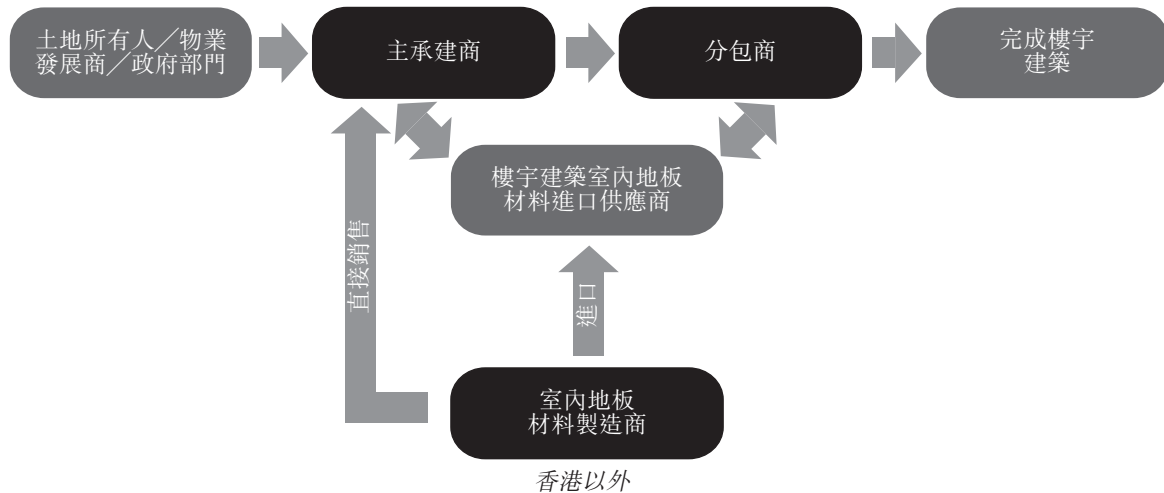 土地所有人／物業
發展商／政府部門
主承建商
分包商
完成樓宇
建築
樓宇建築室內地板
材料進口供應商
直接銷售
進口
室內地板
材料製造商
香港以外